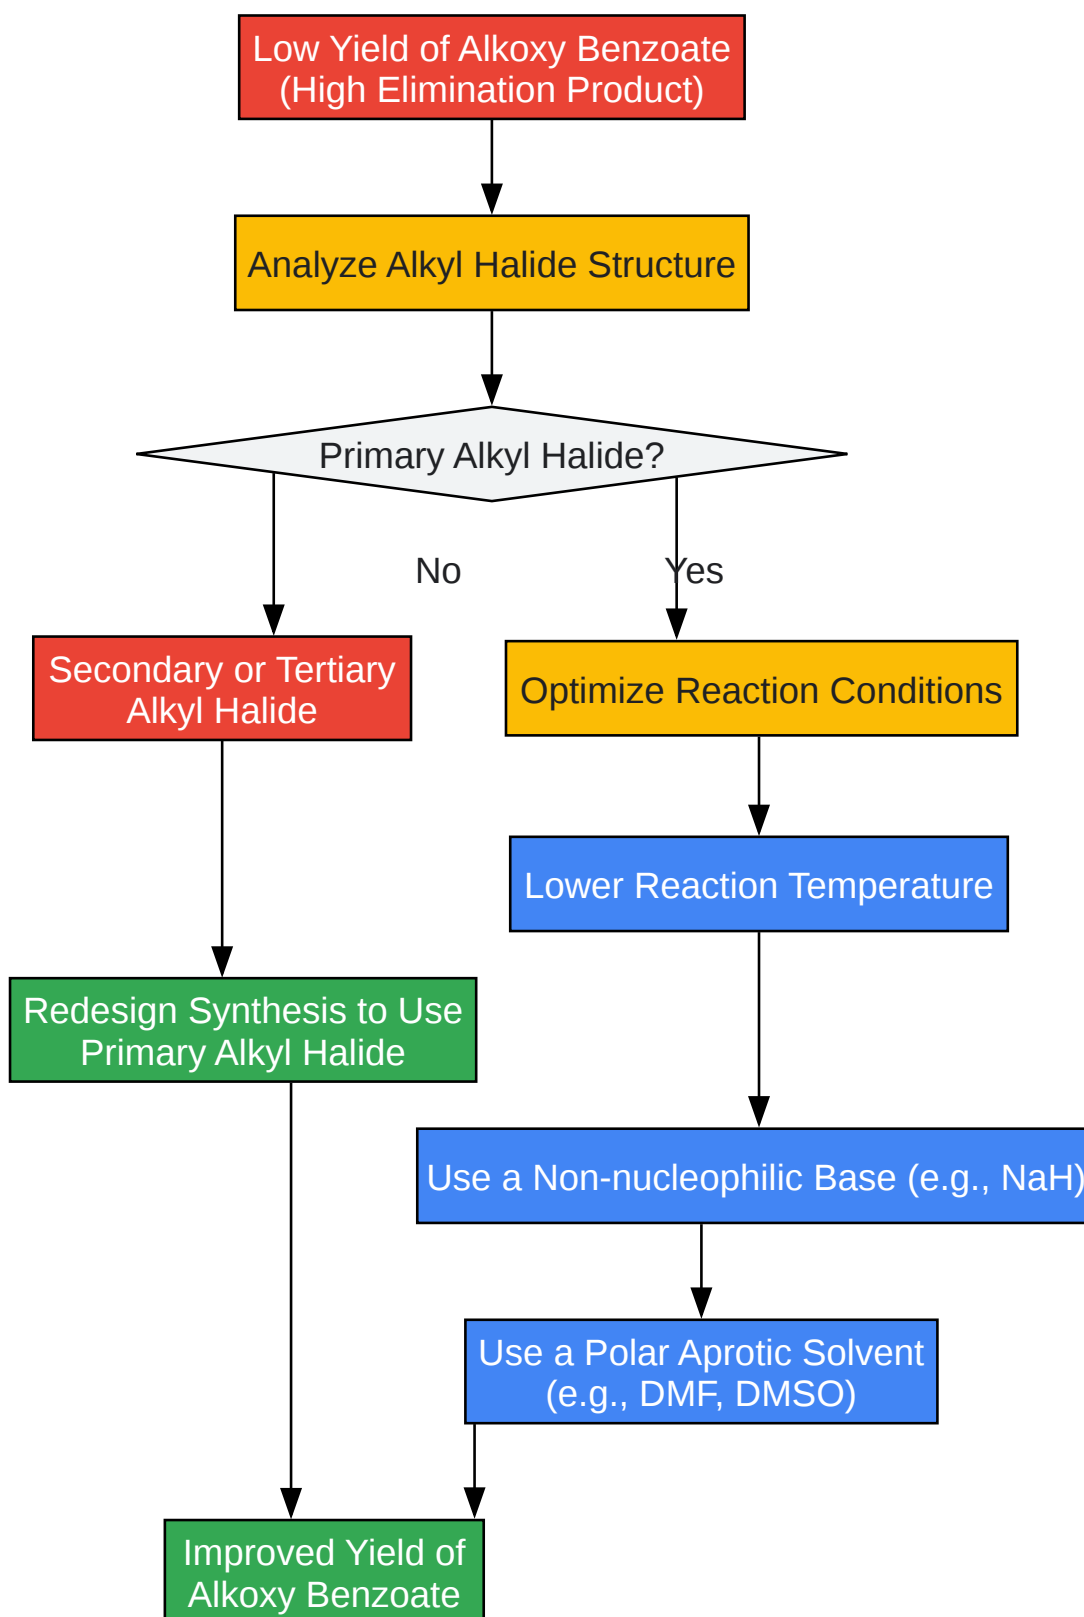 Low Yield of Alkoxy Benzoate
(High Elimination Product)
Analyze Alkyl Halide Structure
Primary Alkyl Halide?
No
Yes
Secondary or Tertiary
Alkyl Halide
Optimize Reaction Conditions
Lower Reaction Temperature
Redesign Synthesis to Use
Primary Alkyl Halide
Use a Non-nucleophilic Base (e.g., NaH)
Use a Polar Aprotic Solvent
(e.g., DMF, DMSO)
Improved Yield of
Alkoxy Benzoate